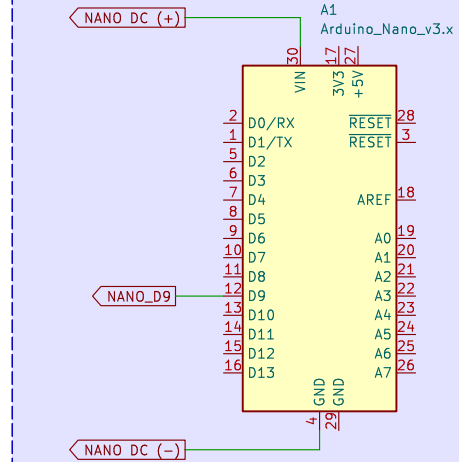 NANO DC (+)
A1
Arduino_Nano_v3.x
30
17
27
VIN
3V3
+5V
2 D0/RX RESET 28
1 D1/TX RESET 3
5 D2
6 D3
7 D4 AREF 18
8 D5
9 D6 A0 19
10 D7 A1 20
11 D8 A2 21
NANO_D9 12 D9 A3 22
13 D10 A4 23
14 D11 A5 24
15 D12 A6 25
16 D13 A7 26
GND
GND
4
29
NANO DC (-)